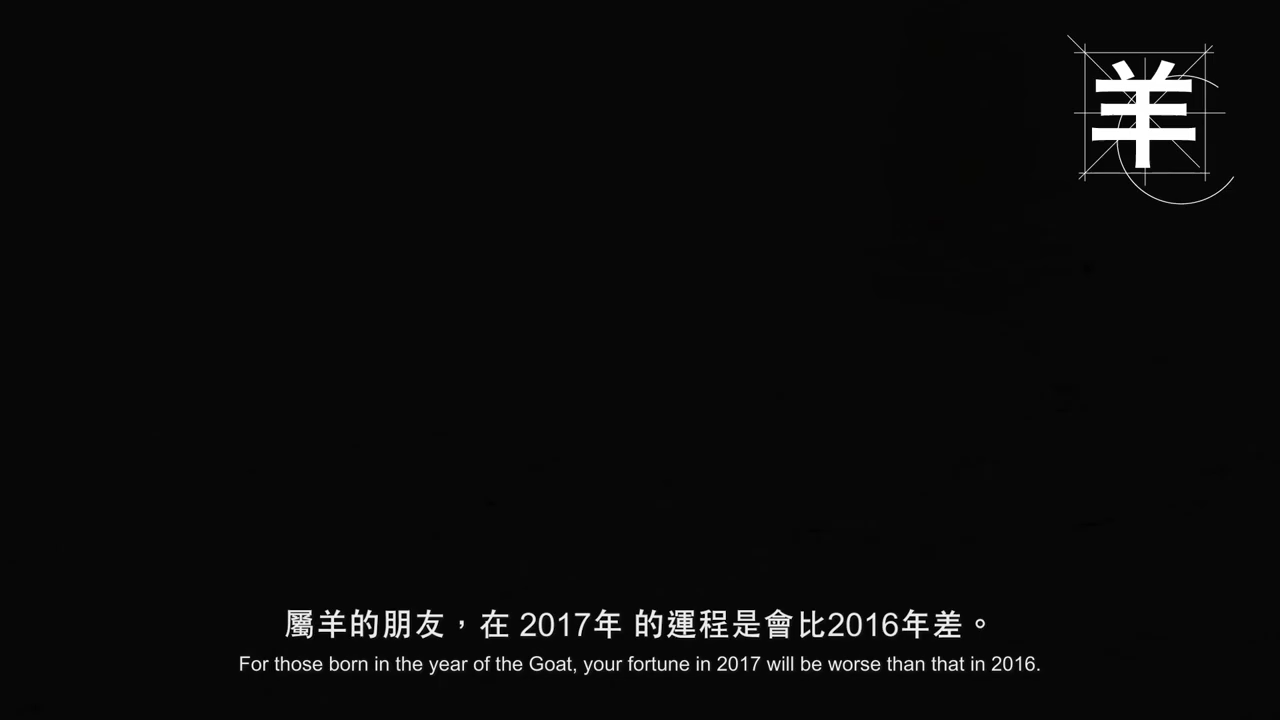 羊
屬羊的朋友，在 2017年 的運程是會比2016年差。
For those born in the year of the Goat, your fortune in 2017 will be worse than that in 2016.